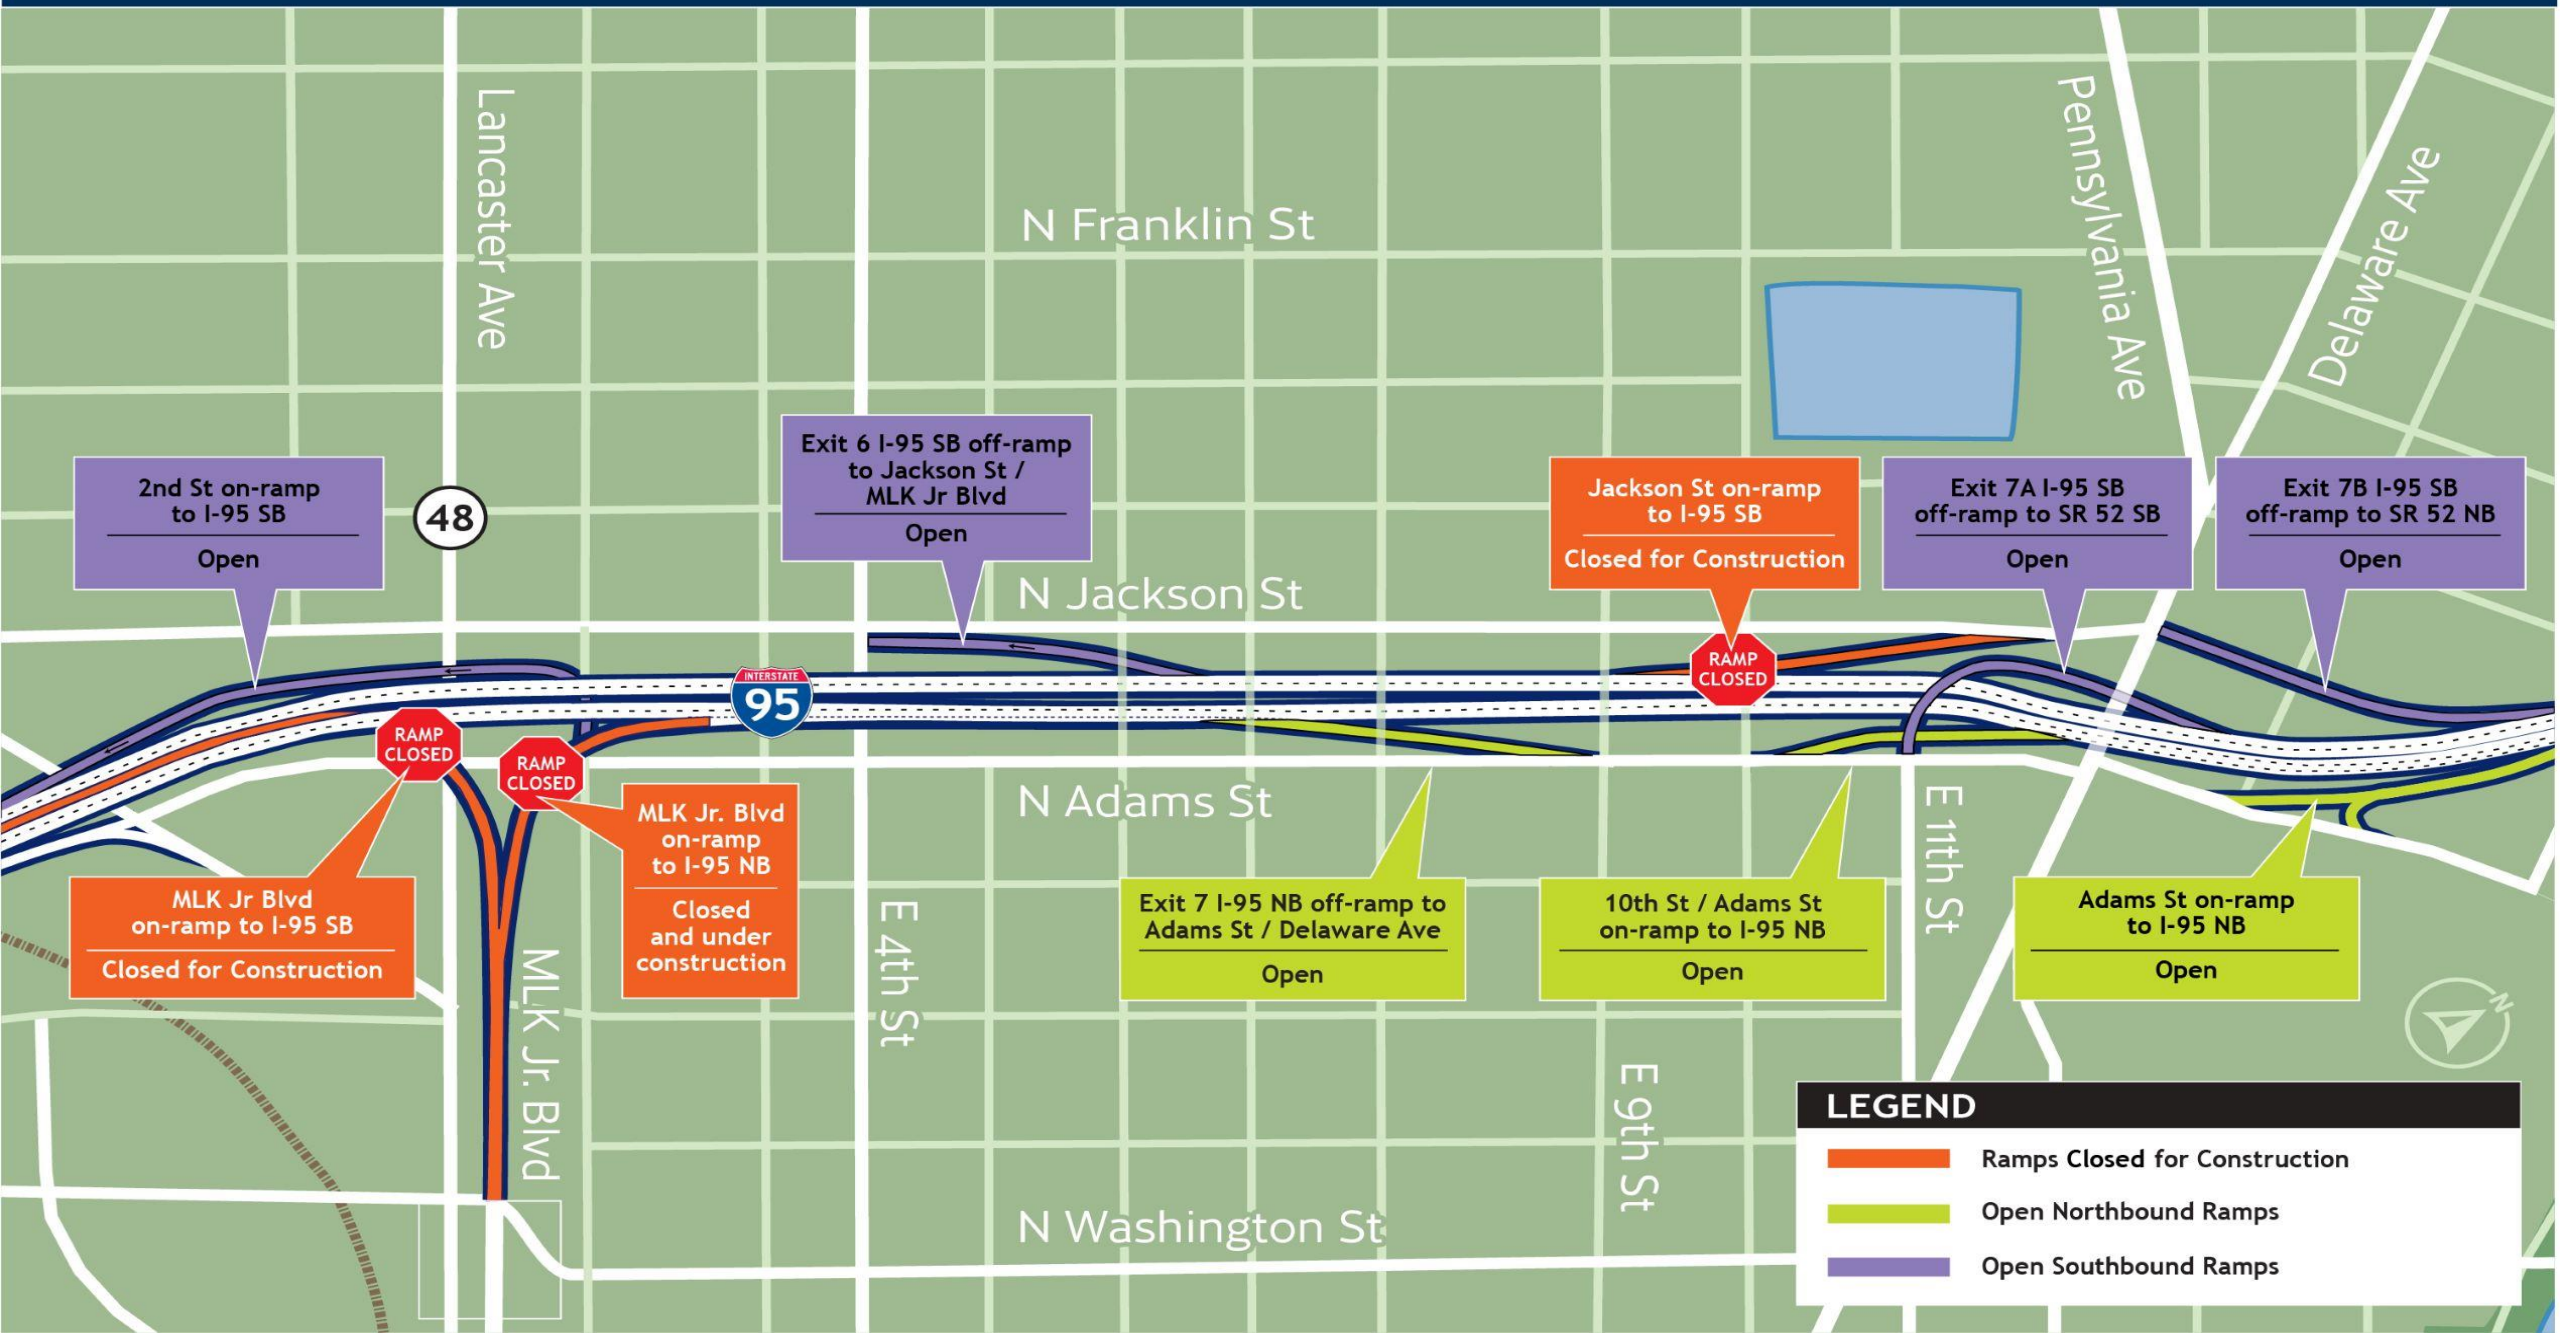 Lancaster Ave
Pennsylvania Ave
Delaware Ave
N Franklin St
2nd St on-ramp
to I-95 SB
Open
48
Exit 6 I-95 SB off-ramp
to Jackson St /
MLK Jr Blvd
Open
Jackson St on-ramp
to I-95 SB
Closed for Construction
Exit 7A I-95 SB
off-ramp to SR 52 SB
Open
Exit 7B I-95 SB
off-ramp to SR 52 NB
Open
N Jackson St
RAMP
CLOSED
INTERSTATE
95
RAMP
CLOSED
RAMP
CLOSED
N Adams St
E 11th St
MLK Jr Blvd
on-ramp to I-95 SB
Closed for Construction
MLK Jr. Blvd
on-ramp
to I-95 NB
Closed
and under
construction
Exit 7 I-95 NB off-ramp to
Adams St / Delaware Ave
Open
10th St / Adams St
on-ramp to I-95 NB
Open
Adams St on-ramp
to I-95 NB
Open
MLK Jr. Blvd
E 4th St
E 9th St
N
N Washington St
LEGEND
Ramps Closed for Construction
Open Northbound Ramps
Open Southbound Ramps